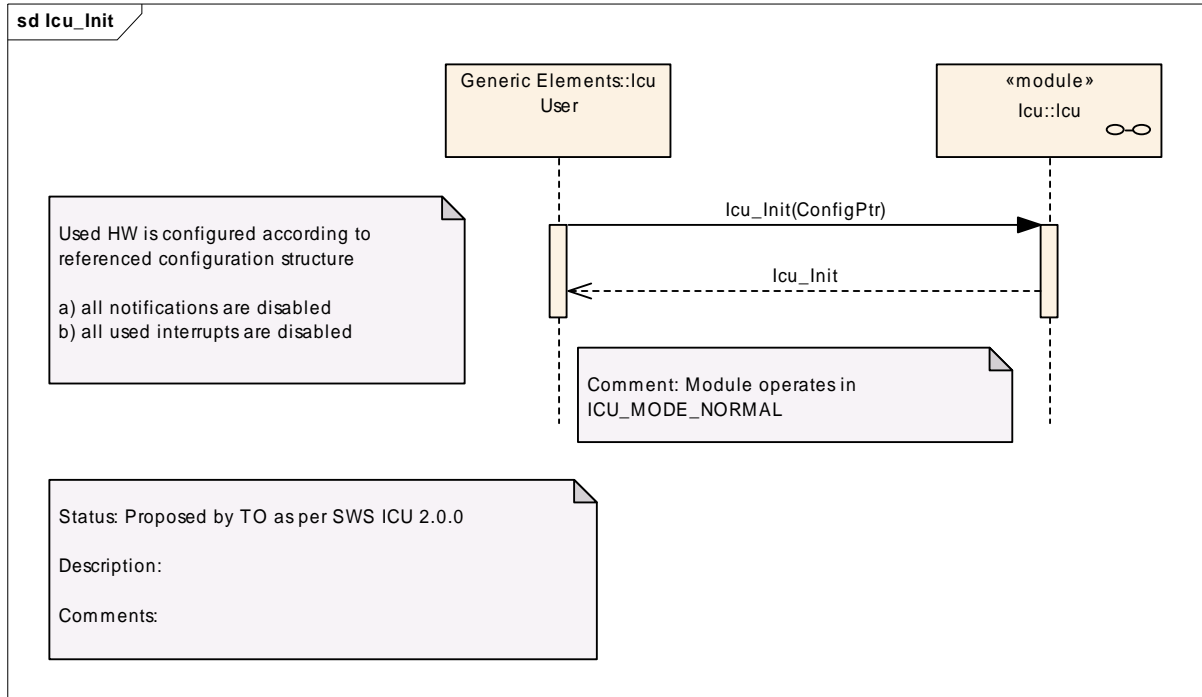 sd Icu_Init
Generic Elements::Icu
User
«module»
Icu::Icu
Icu_Init(ConfigPtr)
Icu_Init
Used HW is configured according to
referenced configuration structure
a) all notifications are disabled
b) all used interrupts are disabled
Comment: Module operates in
ICU_MODE_NORMAL
Status: Proposed by TO as per SWS ICU 2.0.0
Description:
Comments: